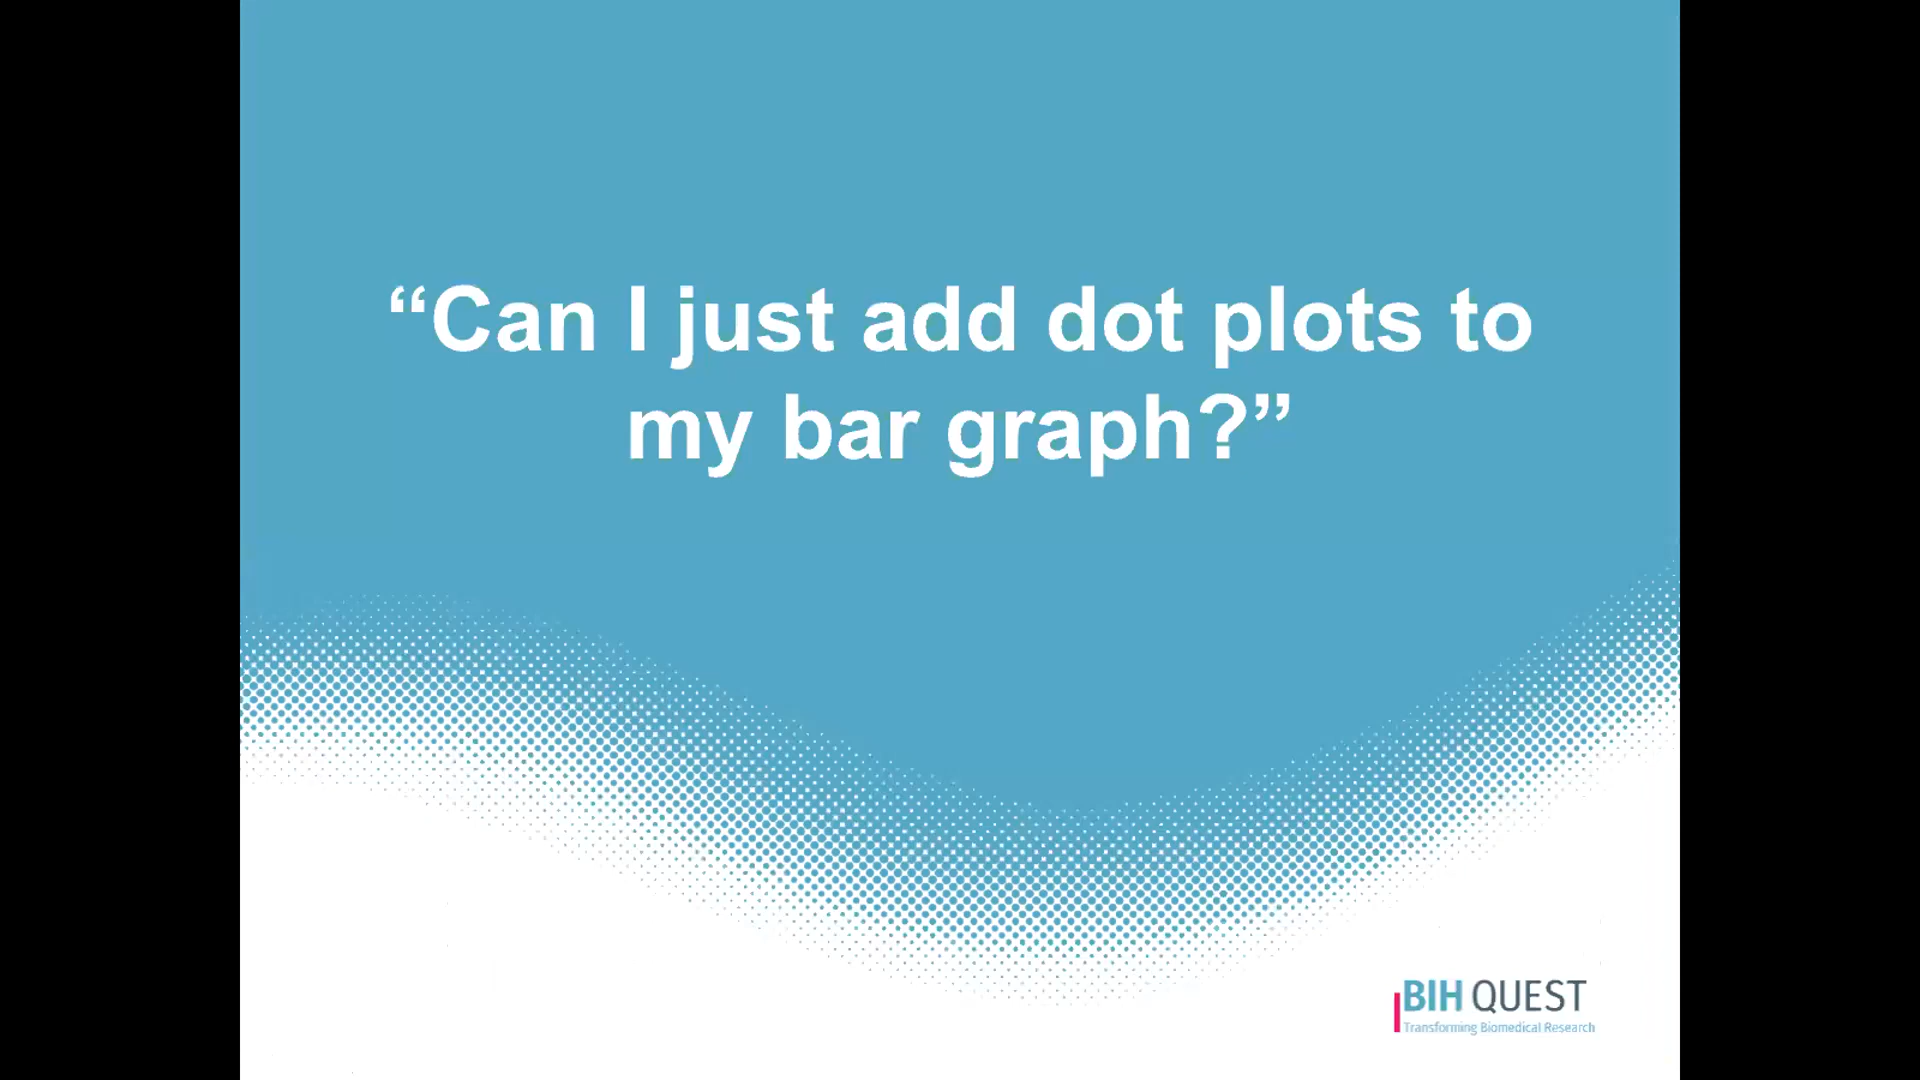 “Can I just add dot plots to
my bar graph?”
BIH QUEST
Transforming Biomedical Research